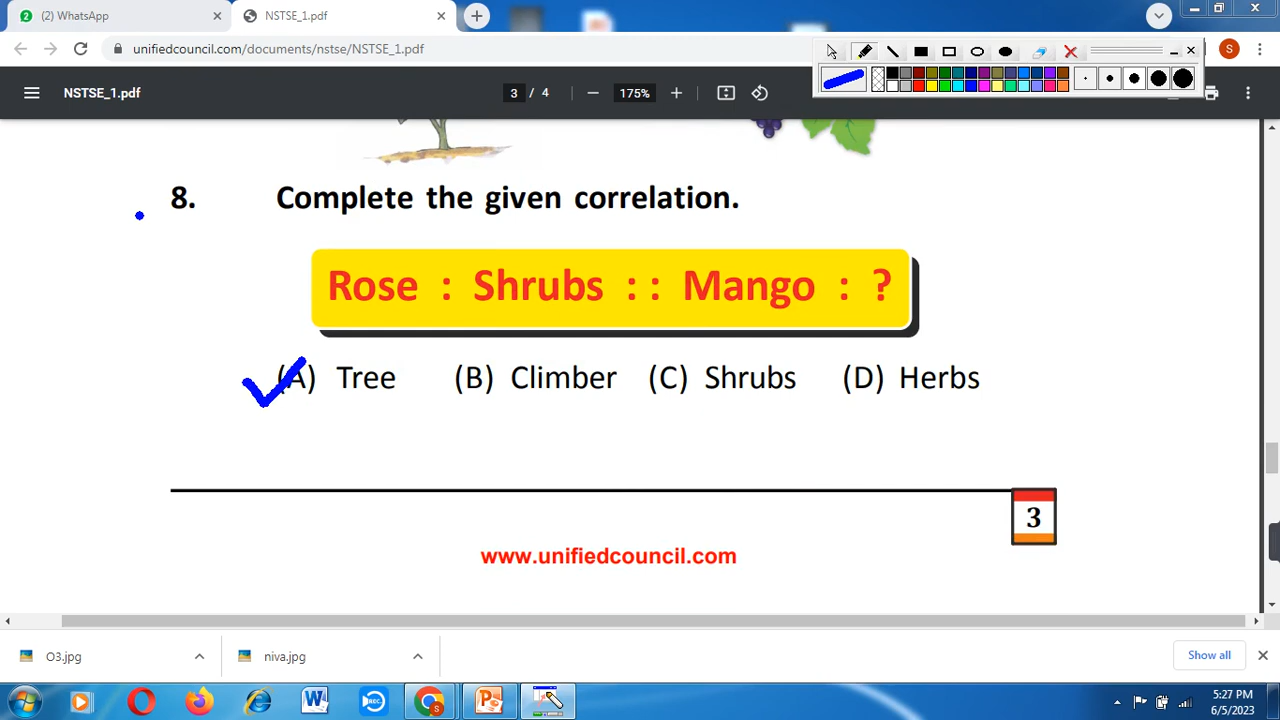 (2) WhatsApp
NSTSE_1.pdf
unifiedcouncil.com/documents/nstse/NSTSE_1.pdf
S
NSTSE_1.pdf
3 / 4
175%
8. Complete the given correlation.
Rose : Shrubs : : Mango : ?
(A) Tree (B) Climber (C) Shrubs (D) Herbs
3
www.unifiedcouncil.com
O3.jpg
niva.jpg
Show all
5:27 PM
6/5/2023